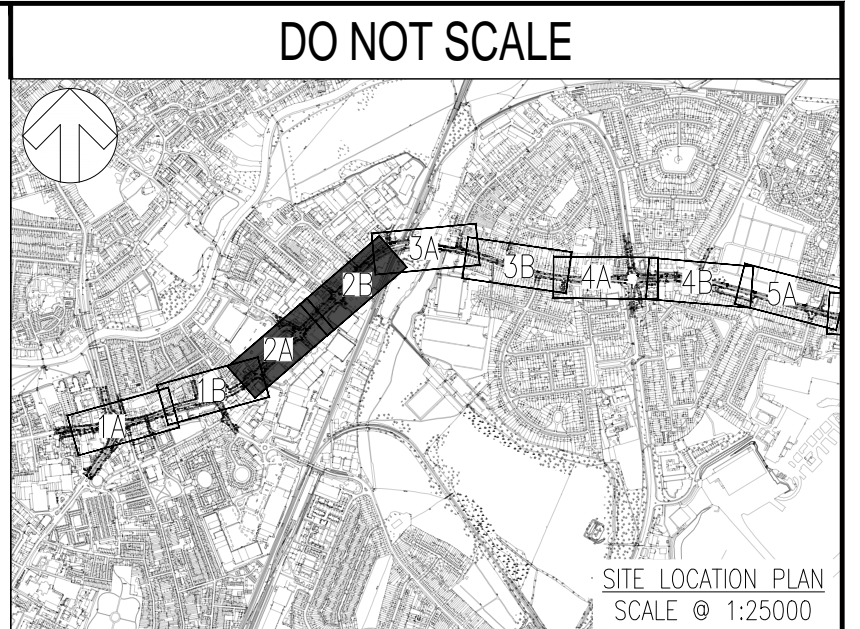 DO NOT SCALE
3A
3B
4A
4B
5A
2B
2A
1B
1A
SITE LOCATION PLAN
SCALE @ 1:25000